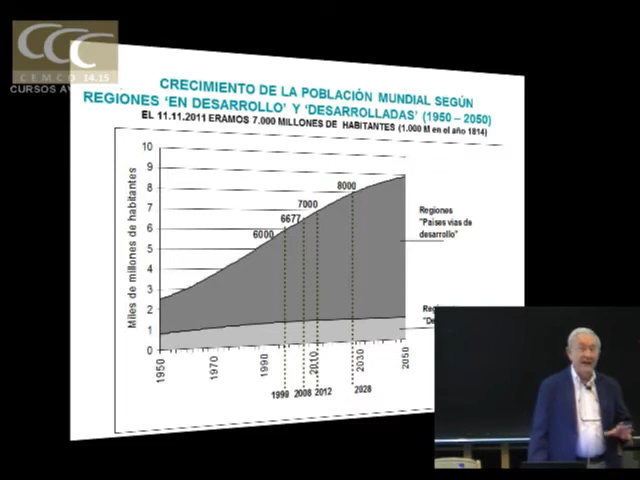 CCC
CEMCO 14.15
CURSOS
CRECIMIENTO DE LA POBLACIÓN MUNDIAL SEGÚN
REGIONES 'EN DESARROLLO' Y 'DESARROLLADAS' (1950 – 2050)
EL 11.11.2011 ERAMOS 7.000 MILLONES DE HABITANTES (1.000 M en el año 1814)
Miles de millones de habitantes
10
9
8
7
6
5
4
3
2
1
0
6000
6677
7000
8000
Regiones
"Países vías de
desarrollo"
1950
1970
1990
2010
2030
2050
1999 2008 2012 2028